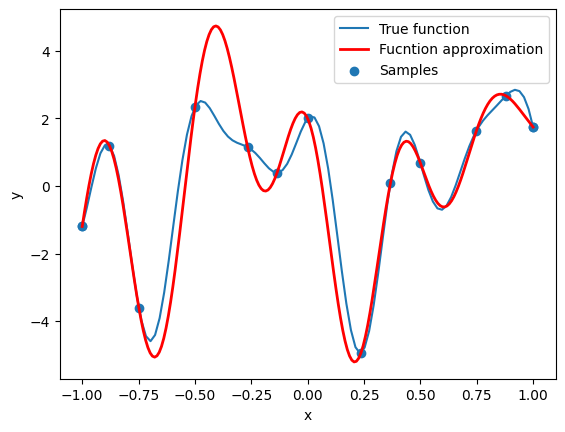 True function
Fucntion approximation
Samples
4
2
0
−2
−4
y
−1.00 −0.75 −0.50 −0.25 0.00 0.25 0.50 0.75 1.00
x